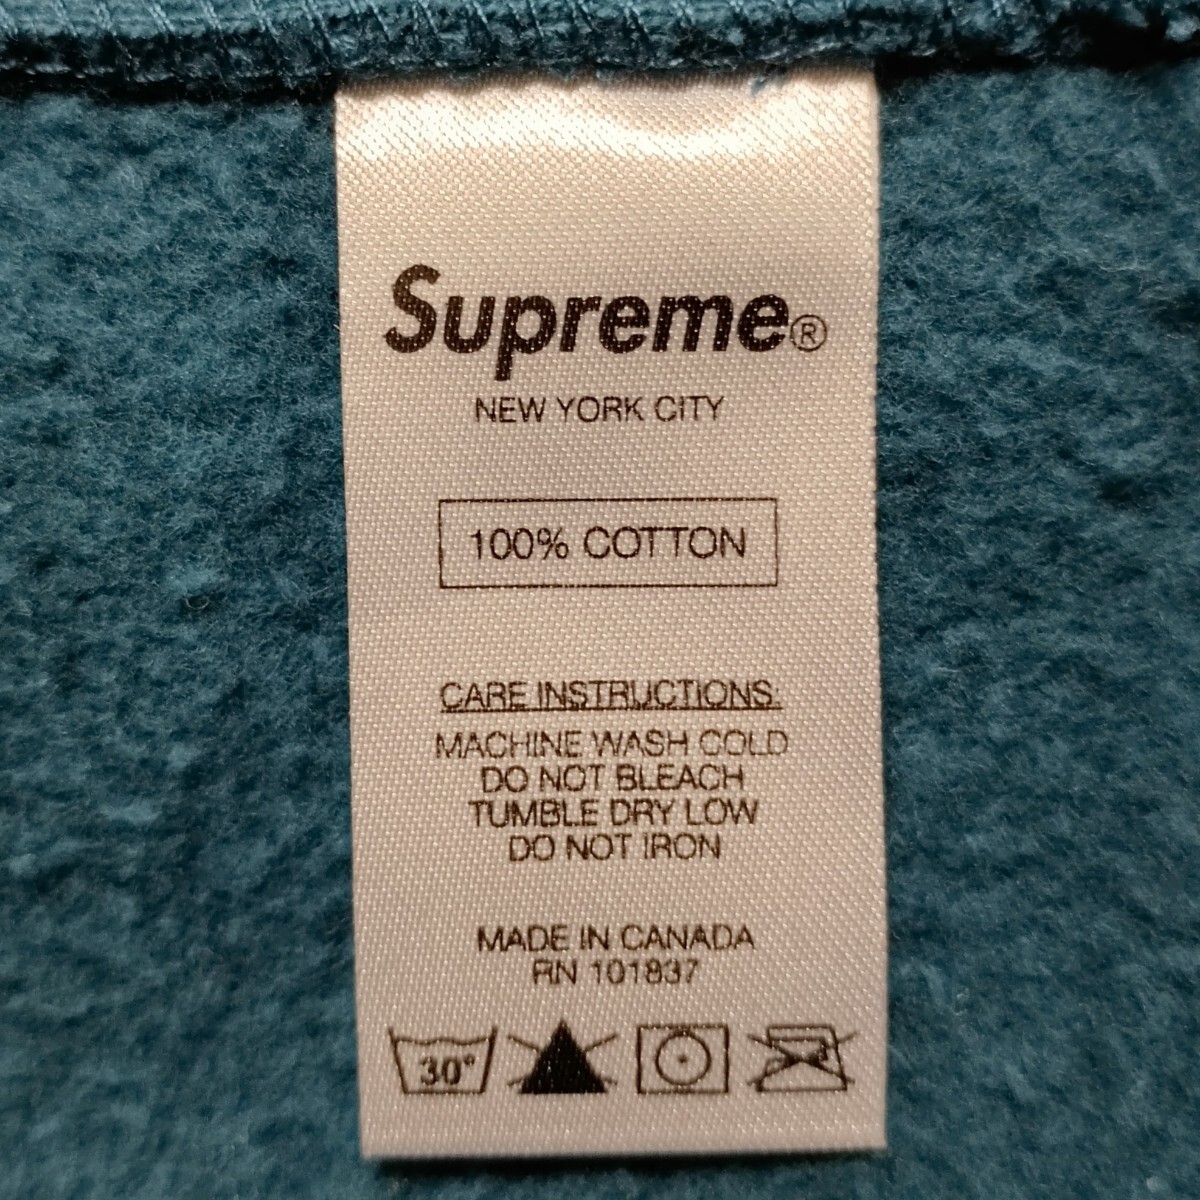 Supreme®
NEW YORK CITY
100% COTTON
CARE INSTRUCTIONS:
MACHINE WASH COLD
DO NOT BLEACH
TUMBLE DRY LOW
DO NOT IRON
MADE IN CANADA
RN 101837
30°